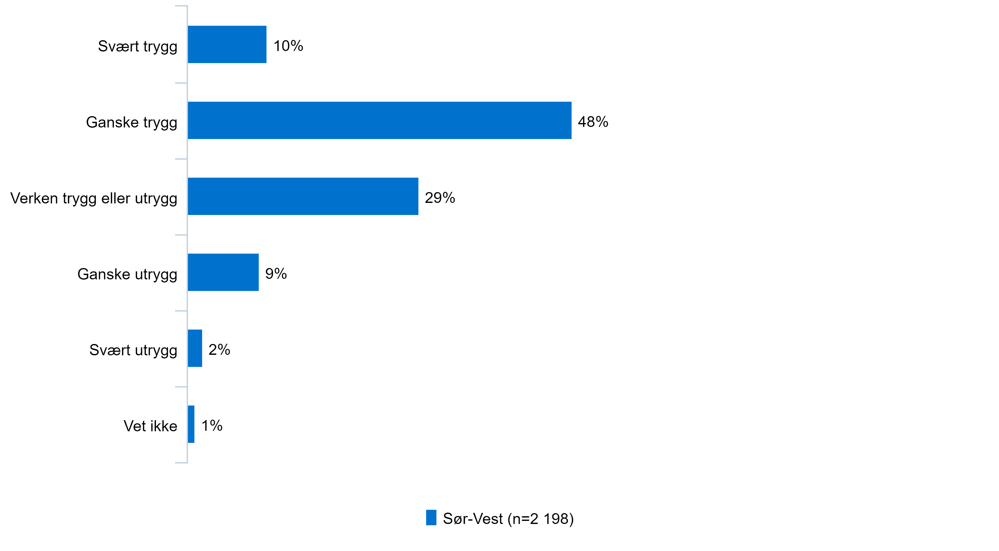 Svært trygg 10%
Ganske trygg 48%
Verken trygg eller utrygg 29%
Ganske utrygg 9%
Svært utrygg 2%
Vet ikke 1%
Sør-Vest (n=2 198)